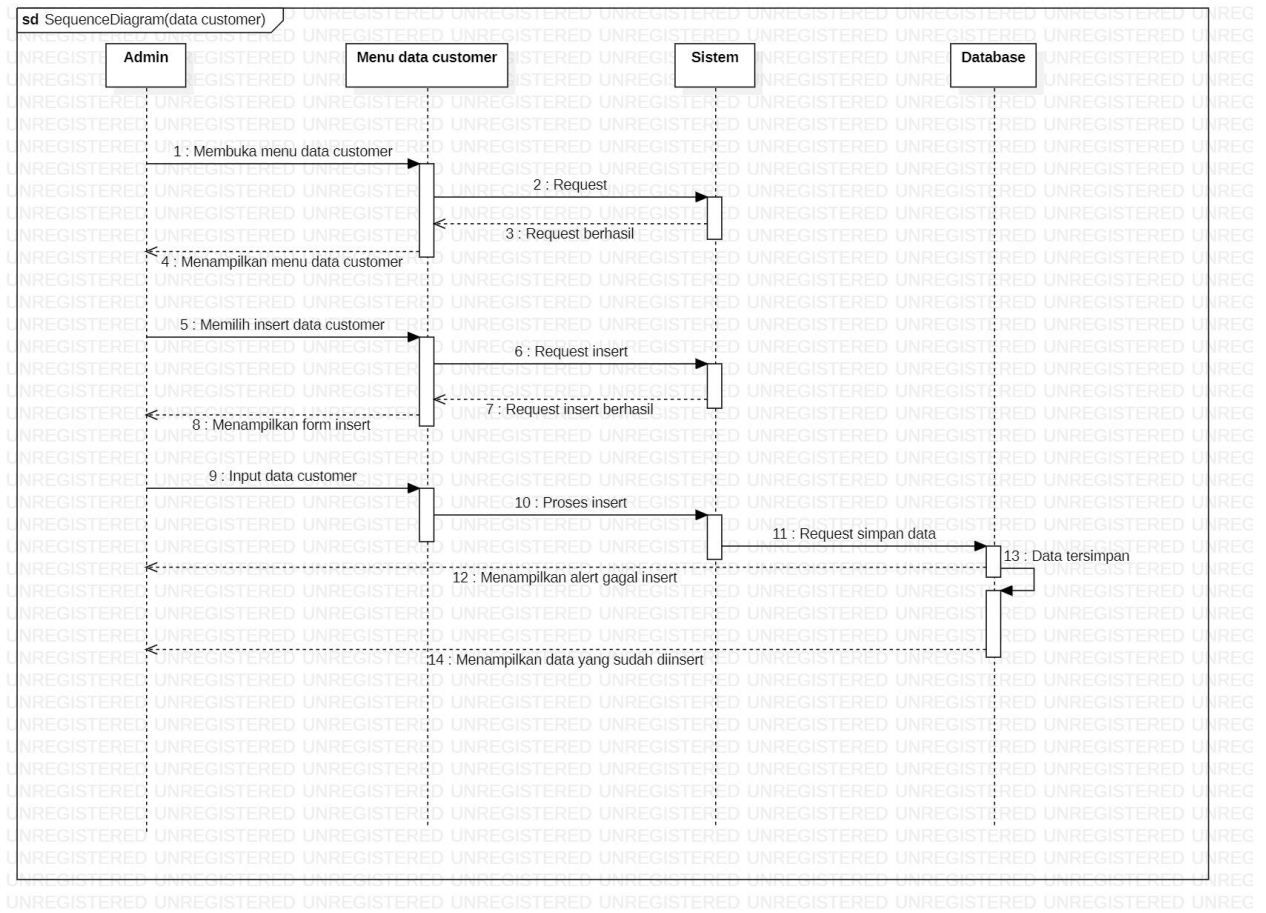 sd SequenceDiagram(data customer)
Admin
Menu data customer
Sistem
Database
1 : Membuka menu data customer
2 : Request
3 : Request berhasil
4 : Menampilkan menu data customer
5 : Memilih insert data customer
6 : Request insert
7 : Request insert berhasil
8 : Menampilkan form insert
9 : Input data customer
10 : Proses insert
11 : Request simpan data
13 : Data tersimpan
12 : Menampilkan alert gagal insert
14 : Menampilkan data yang sudah diinsert
UNREGISTERED